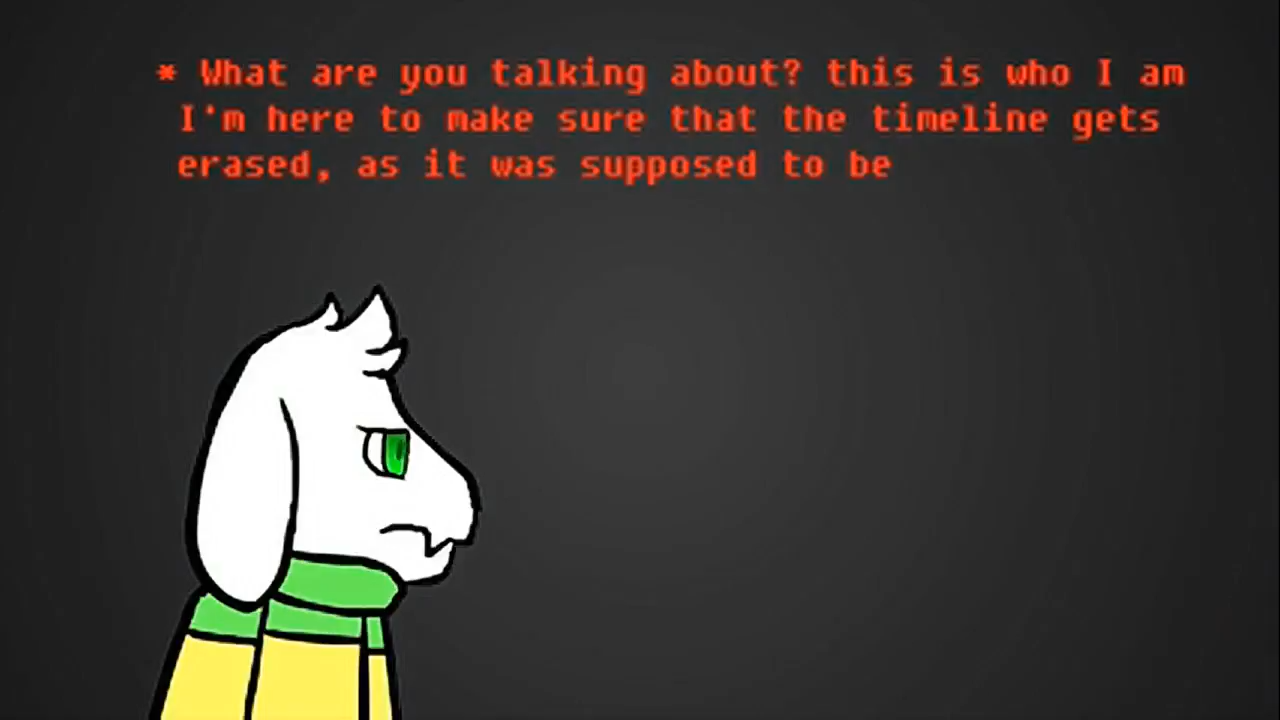 * What are you talking about? this is who I am
I'm here to make sure that the timeline gets
erased, as it was supposed to be